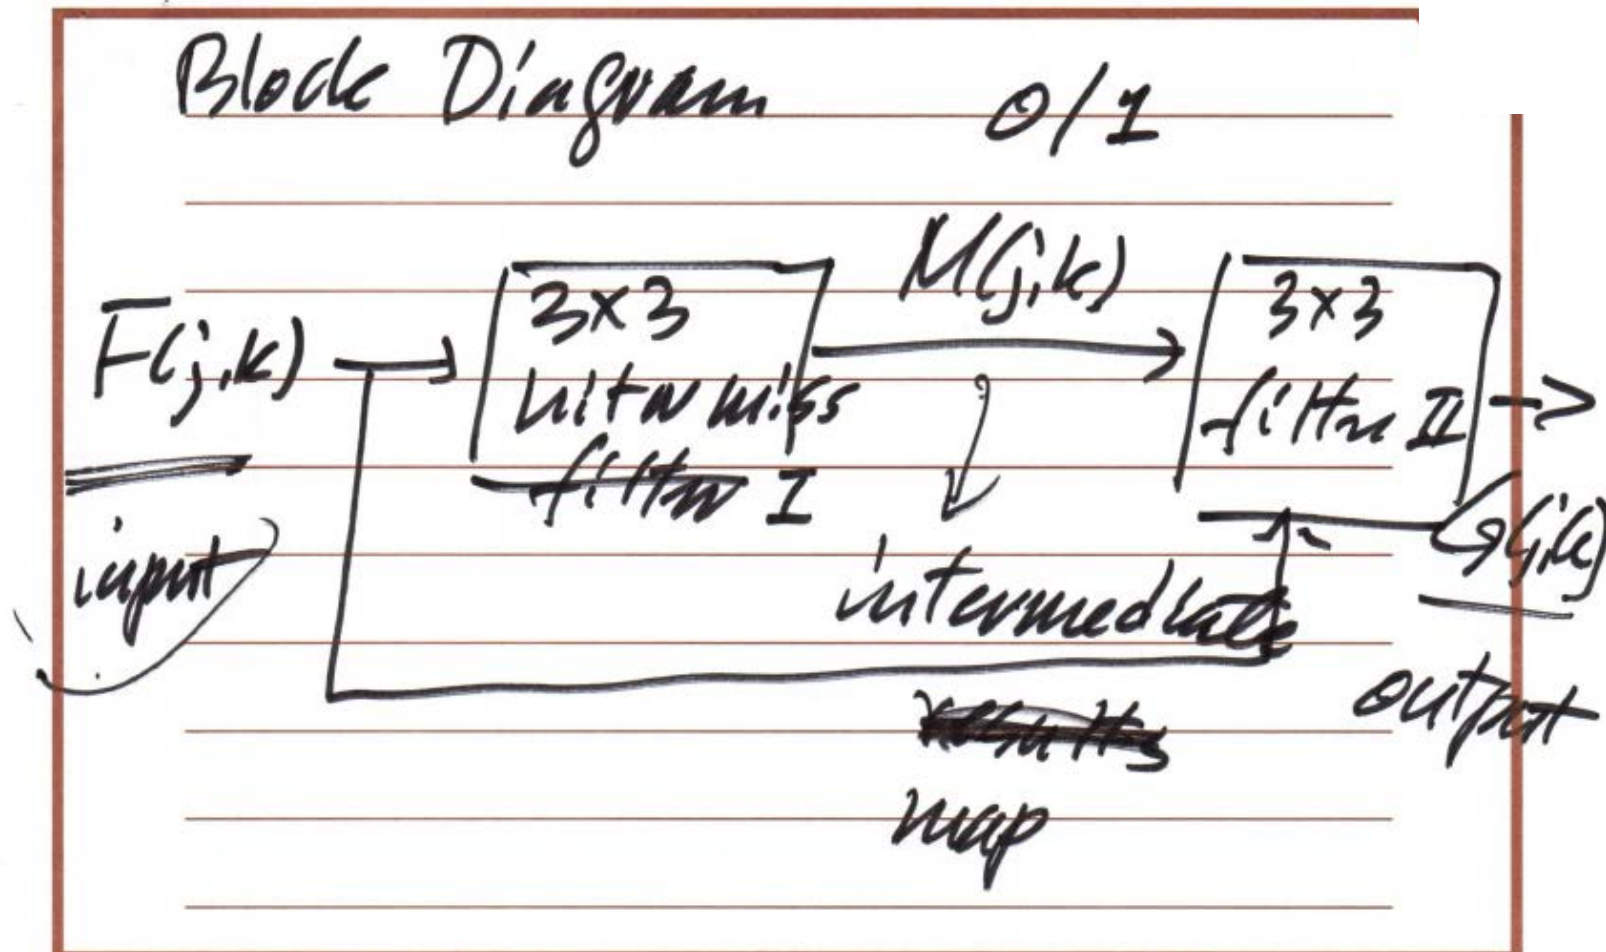 Block Diagram
0/1
F(j,k)
input
3x3
hit or miss
filter I
M(j,k)
intermediate
map
3x3
filter II
G(j,k)
output